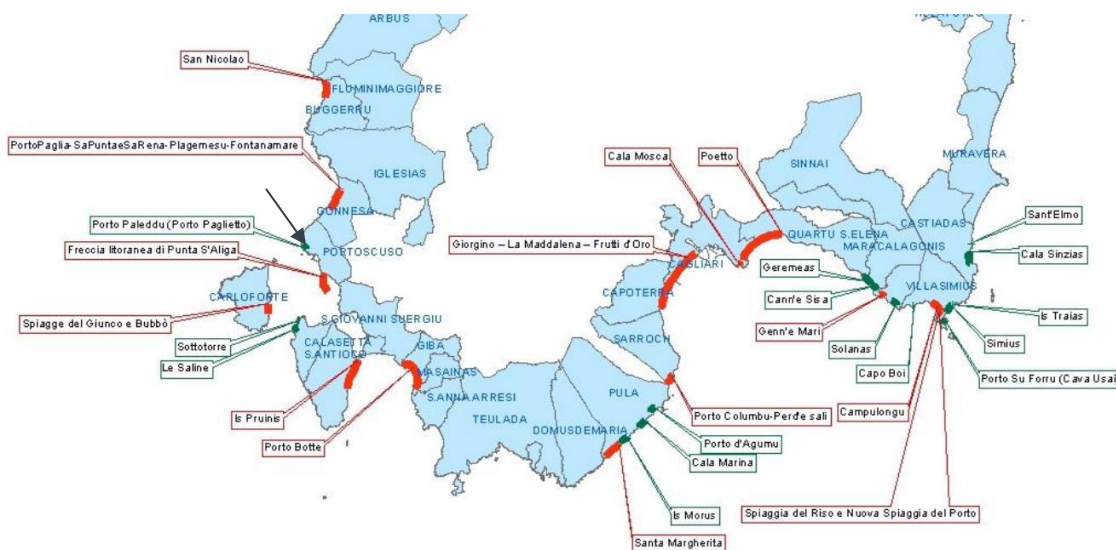 ARBUS
San Nicolao
FLUMINIMAGGIORE
BUGGERRU
PortoPaglia-SaPuntaeSaRena-Plagemesu-Fontanamare
IGLESIAS
GONNESA
Porto Paleddu (Porto Paglietto)
PORTOSCUSO
Freccia littoranea di Punta S'Aliga
CARLOFORTE
Spiagge del Giunco e Bubbò
S.GIOVANNI SUERGIU
Sottotorre
CALASETTA
Le Saline
S.ANTIOCO
GIBA
MASAINAS
Is Pruinis
S.ANNA ARRESI
Porto Botte
TEULADA
DOMUSDEMARIA
PULA
SARROCH
CAPOTERRA
CAGLIARI
Giorgino – La Maddalena – Frutti d'Oro
Cala Mosca
Poetto
SINNAI
MURAVERA
CASTIADAS
QUARTU S.ELENA
MARACALAGONIS
VILLASIMIUS
Sant'Elmo
Cala Sinzias
Geremeas
Cann'e Sisa
Genn'e Mari
Solanas
Capo Boi
Is Traias
Simius
Porto Su Forru (Cava Usai
Campulongu
Porto Columbu-Perd'e sali
Porto d'Agumu
Cala Marina
Is Morus
Santa Margherita
Spiaggia del Riso e Nuova Spiaggia del Porto